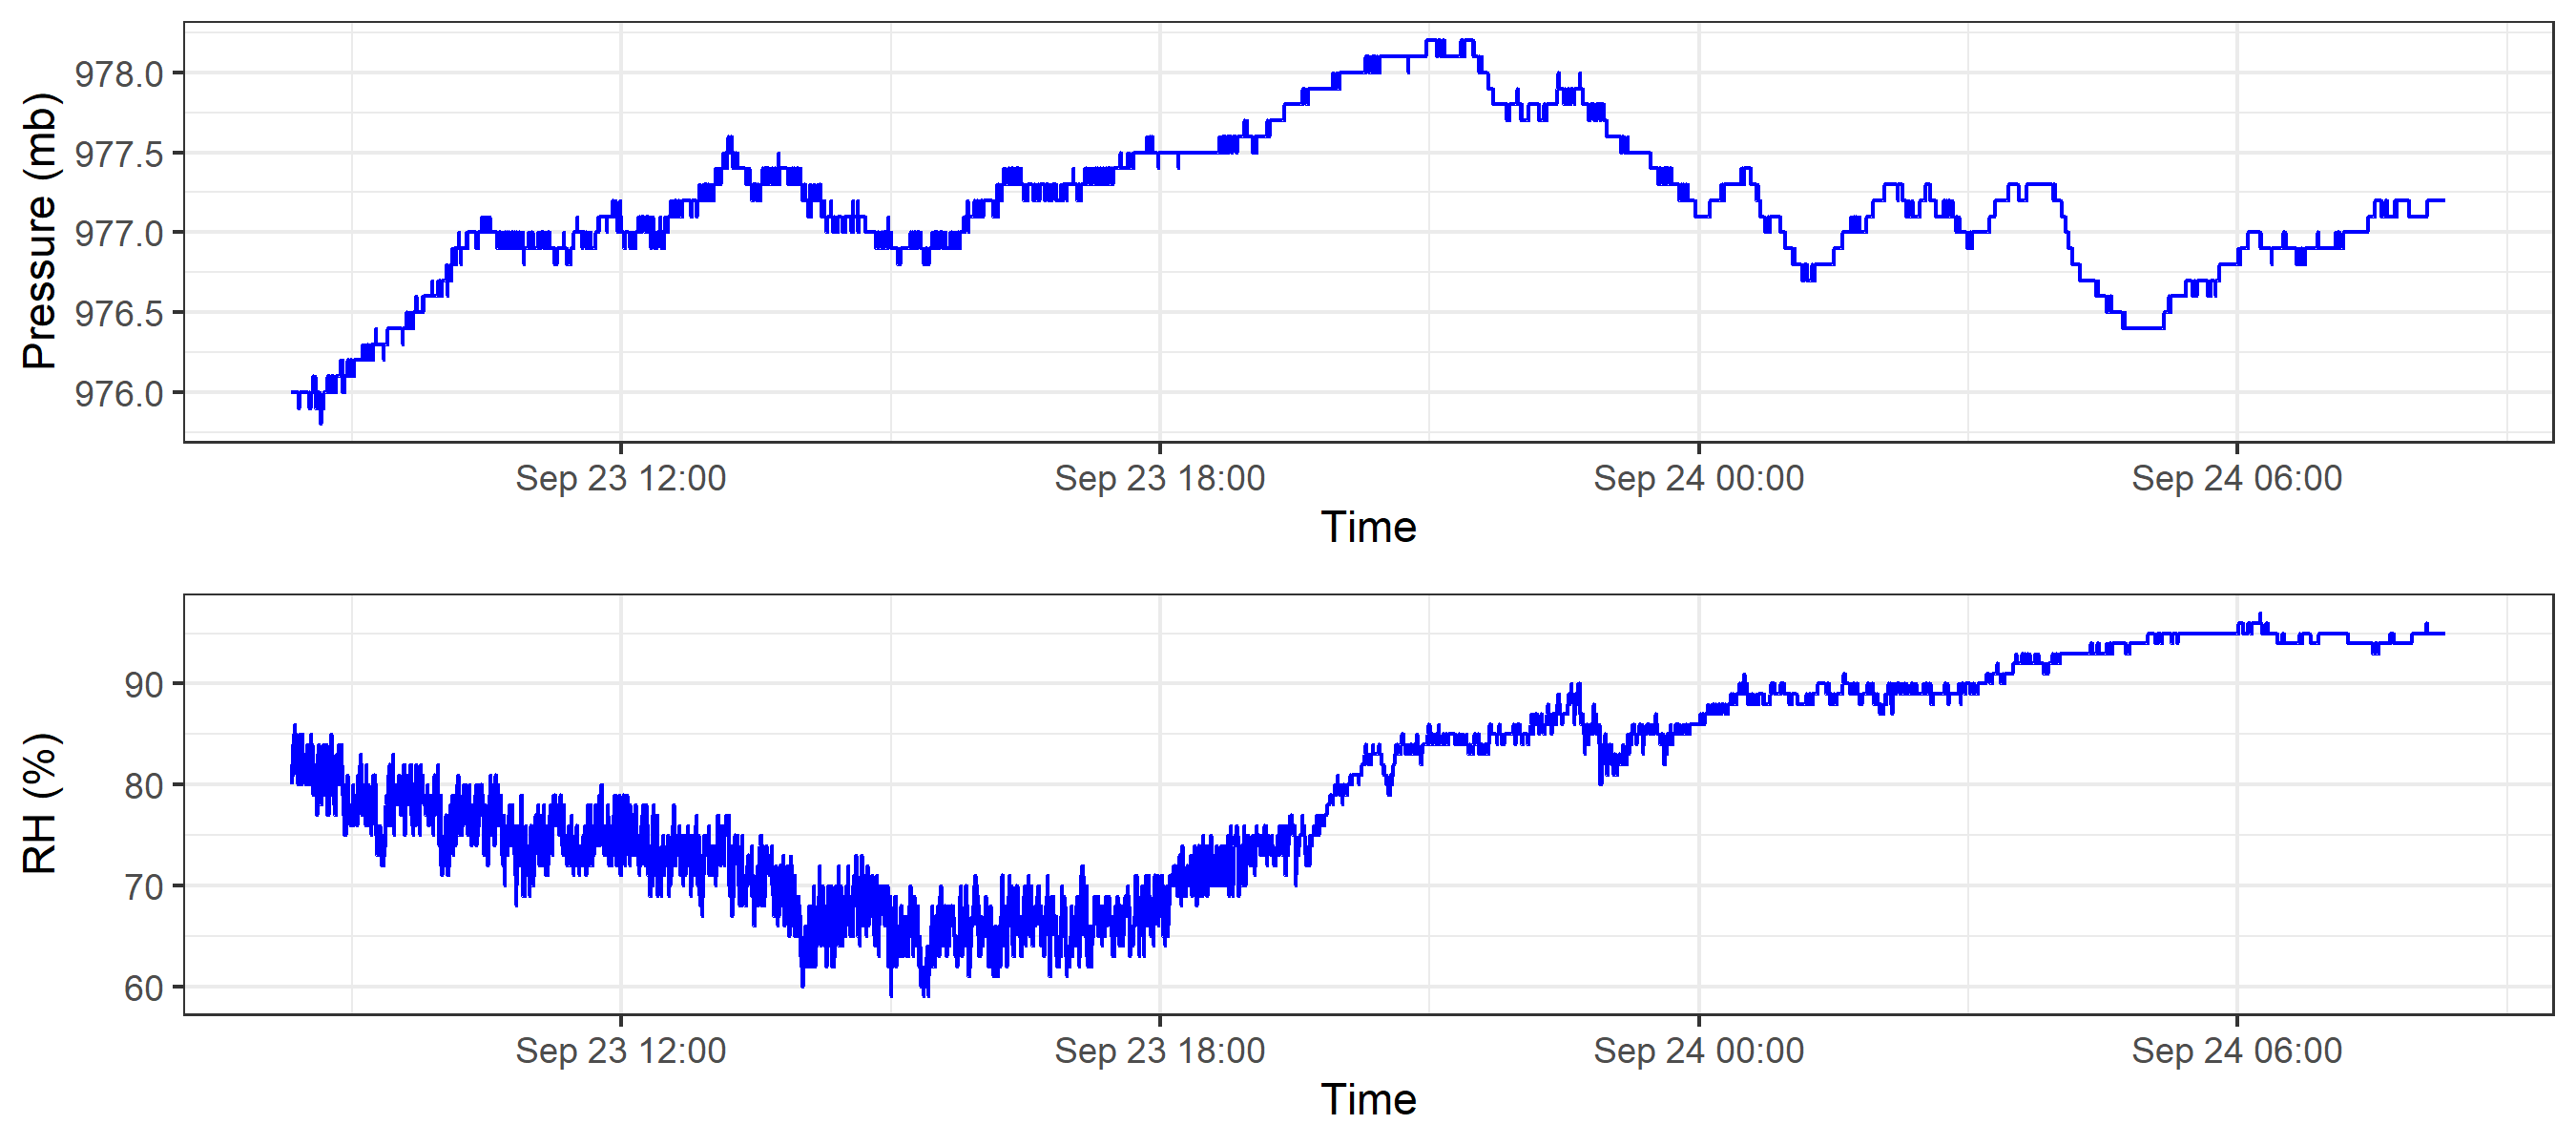 Pressure (mb)
978.0
977.5
977.0
976.5
976.0
Sep 23 12:00
Sep 23 18:00
Sep 24 00:00
Sep 24 06:00
Time
RH (%)
90
80
70
60
Sep 23 12:00
Sep 23 18:00
Sep 24 00:00
Sep 24 06:00
Time